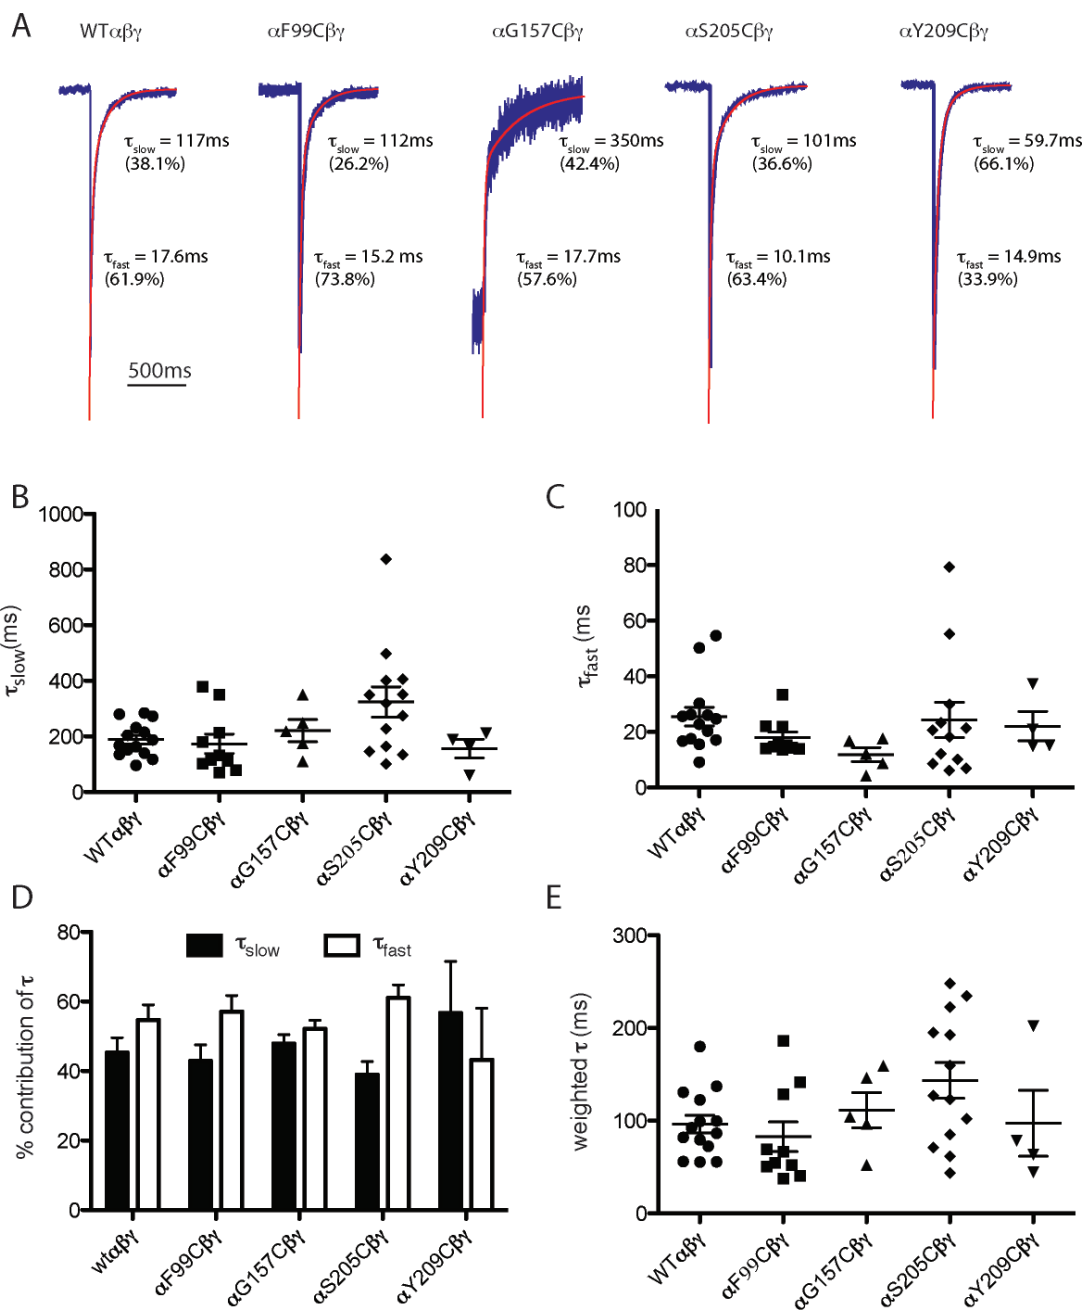 A
WTαβγ
αF99Cβγ
αG157Cβγ
αS205Cβγ
αY209Cβγ
τslow = 117ms
(38.1%)
τslow = 112ms
(26.2%)
τslow = 350ms
(42.4%)
τslow = 101ms
(36.6%)
τslow = 59.7ms
(66.1%)
τfast = 17.6ms
(61.9%)
τfast = 15.2 ms
(73.8%)
τfast = 17.7ms
(57.6%)
τfast = 10.1ms
(63.4%)
τfast = 14.9ms
(33.9%)
500ms
B
τslow(ms)
1000
800
600
400
200
0
WTαβγ
αF99Cβγ
αG157Cβγ
αS205Cβγ
αY209Cβγ
C
τfast (ms
100
80
60
40
20
0
WTαβγ
αF99Cβγ
αG157Cβγ
αS205Cβγ
αY209Cβγ
D
% contribution of τ
80
60
40
20
0
τslow
τfast
wtαβγ
αF99Cβγ
αG157Cβγ
αS205Cβγ
αY209Cβγ
E
weighted τ (ms)
300
200
100
0
WTαβγ
αF99Cβγ
αG157Cβγ
αS205Cβγ
αY209Cβγ